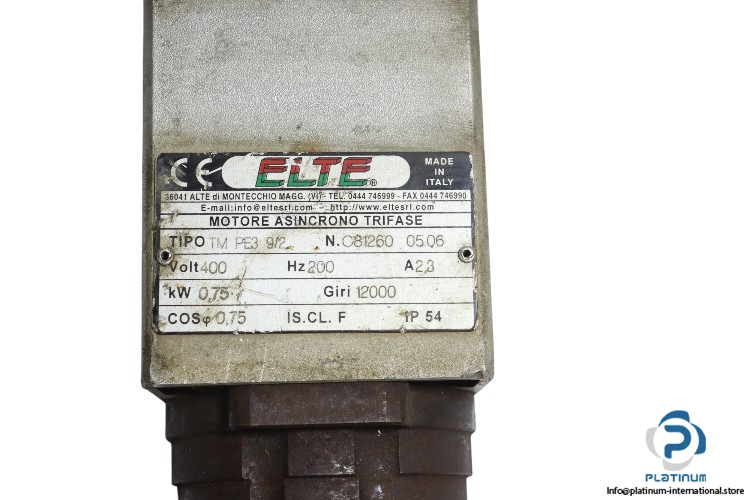 CE ELTE ® MADE IN ITALY
36041 ALTE di MONTECCHIO MAGG. (VI) - TEL. 0444 746999 - FAX 0444 746990
E-mail:info@eltesrl.com - http://www.eltesrl.com
MOTORE ASINCRONO TRIFASE
TIPO TM PE3 9/2 N. C81260 05.06
Volt 400 Hz 200 A 2,3
kW 0,75 Giri 12000
COSφ 0,75 IS.CL. F IP 54
PLATINUM
Info@platinum-international.store